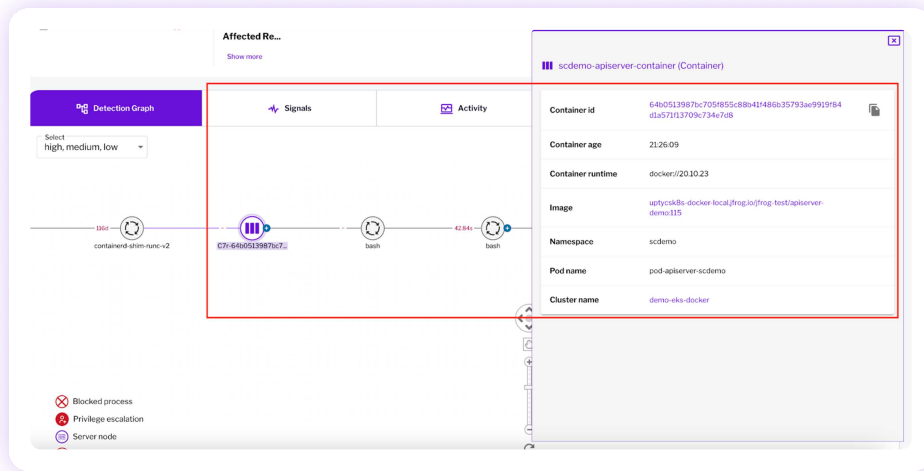 Affected Re...
Show more
Detection Graph
Signals
Activity
Select
high, medium, low
116d
containerd-shim-runc-v2
C7r-64b0513987bc7...
bash
42.84s
bash
Blocked process
Privilege escalation
Server node
scdemo-apiserver-container (Container)
Container id
64b0513987bc705f855c88b41f486b35793ae9919f84
d1a571f13709c734e7d8
Container age
21:26:09
Container runtime
docker://20.10.23
Image
uptycsk8s-docker-local.jfrog.io/jfrog-test/apiserver-
demo:115
Namespace
scdemo
Pod name
pod-apiserver-scdemo
Cluster name
demo-eks-docker